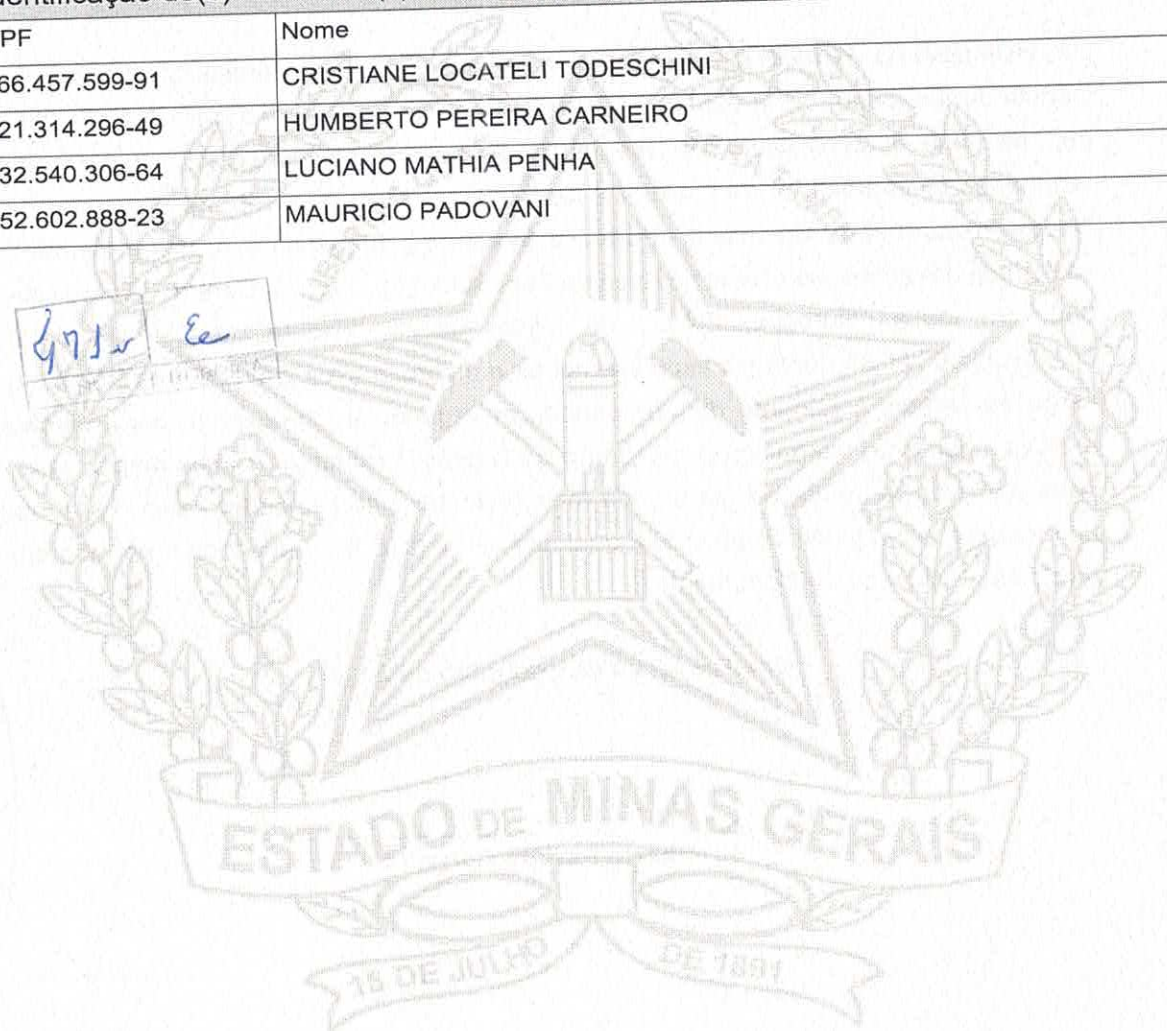 PF Nome
66.457.599-91 CRISTIANE LOCATELI TODESCHINI
21.314.296-49 HUMBERTO PEREIRA CARNEIRO
32.540.306-64 LUCIANO MATHIA PENHA
52.602.888-23 MAURICIO PADOVANI
ESTADO DE MINAS GERAIS
15 DE JULHO DE 1891